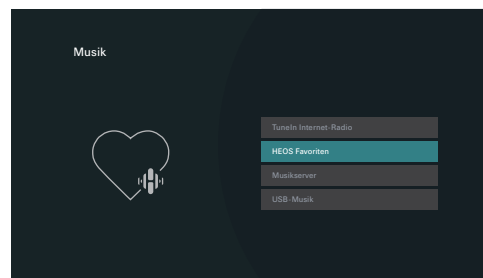 Musik
TuneIn Internet-Radio
HEOS Favoriten
Musikserver
USB-Musik